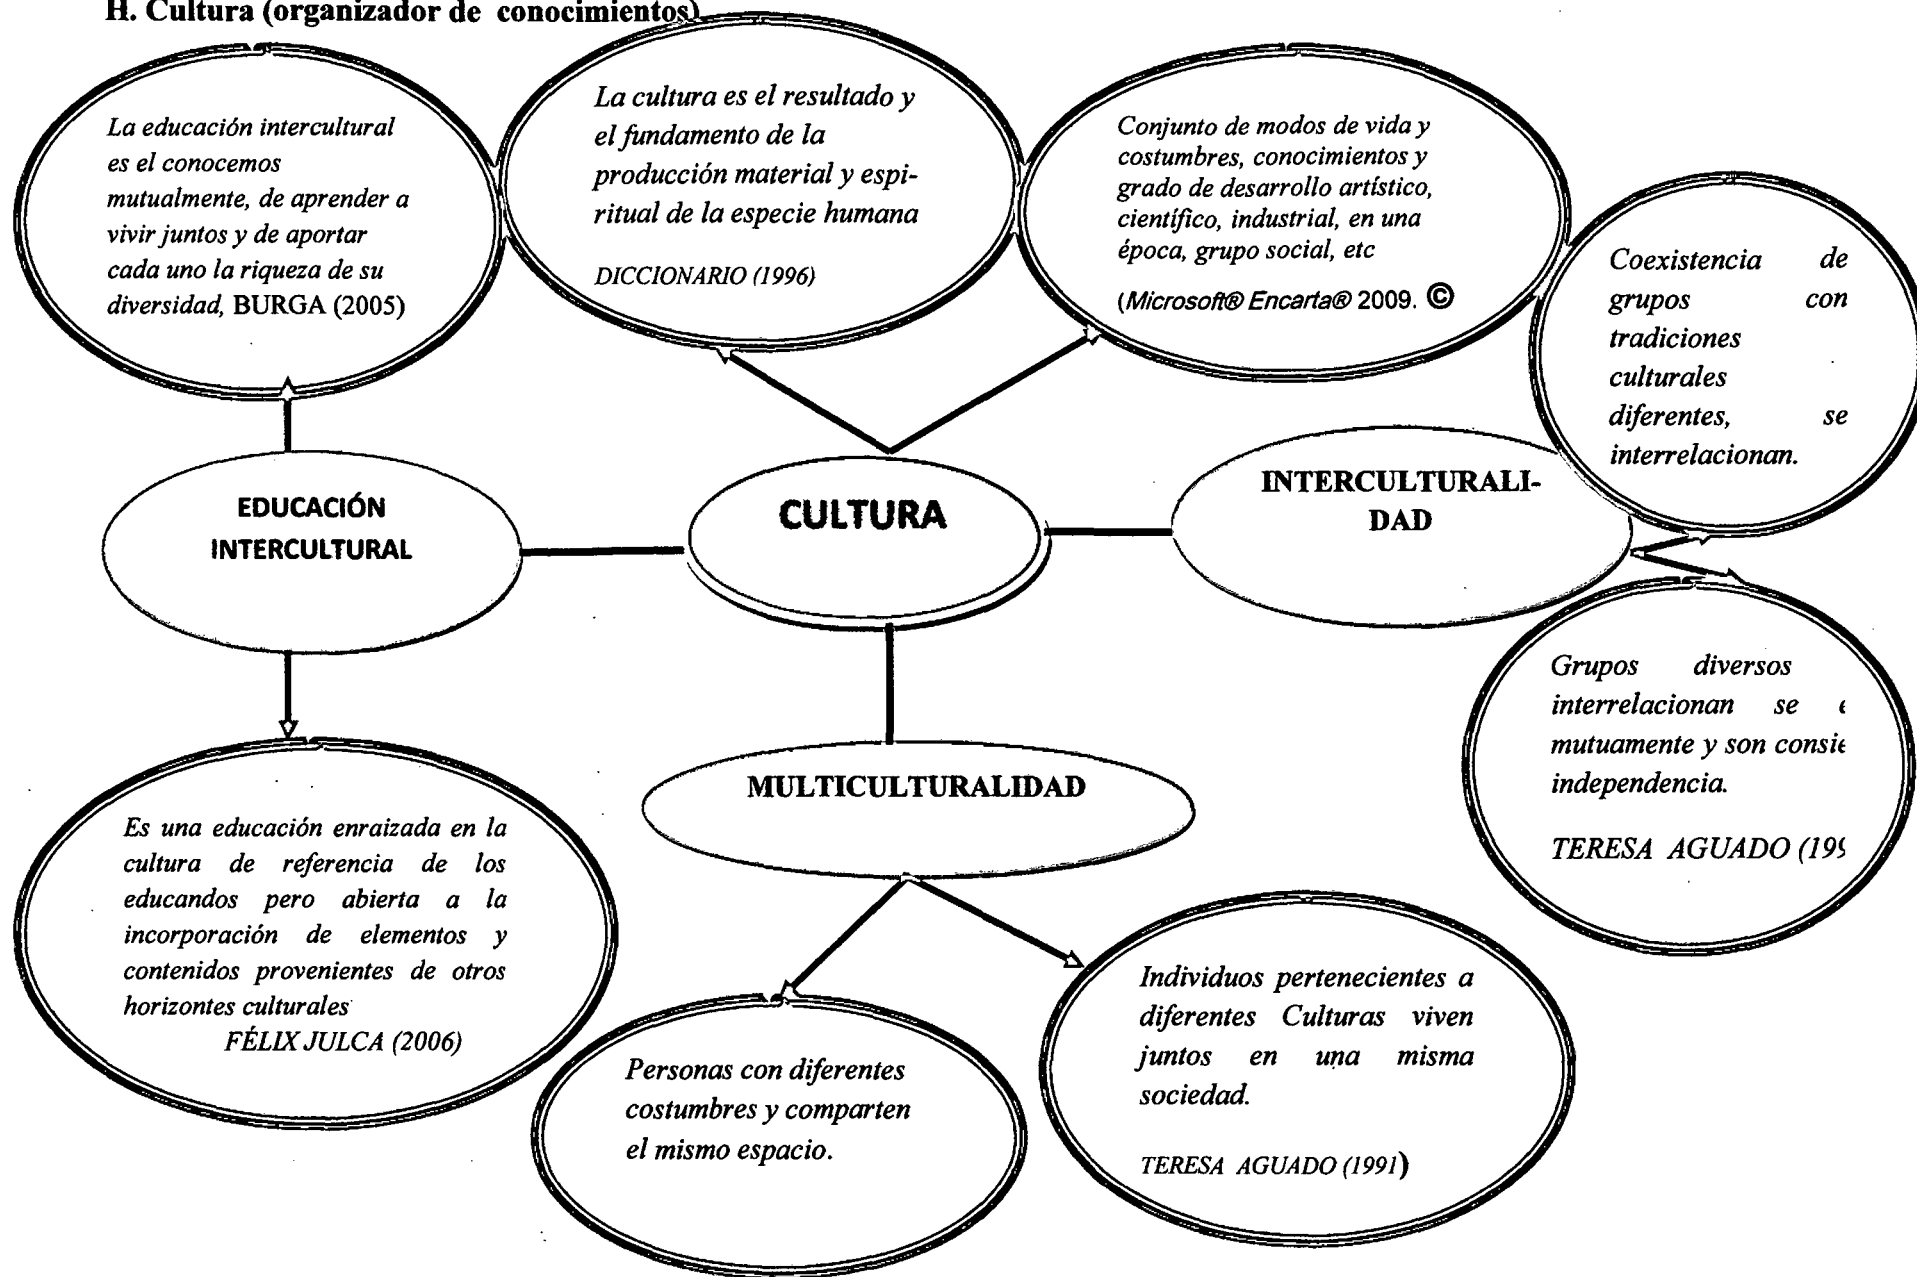 H. Cultura (organizador de conocimientos)
La educación intercultural
es el conocemos
mutualmente, de aprender a
vivir juntos y de aportar
cada uno la riqueza de su
diversidad, BURGA (2005)
La cultura es el resultado y
el fundamento de la
producción material y espi-
ritual de la especie humana
DICCIONARIO (1996)
Conjunto de modos de vida y
costumbres, conocimientos y
grado de desarrollo artístico,
científico, industrial, en una
época, grupo social, etc
(Microsoft® Encarta® 2009. ©
Coexistencia de
grupos con
tradiciones
culturales
diferentes, se
interrelacionan.
EDUCACIÓN
INTERCULTURAL
CULTURA
INTERCULTURALI-
DAD
Grupos diversos
interrelacionan se
mutuamente y son
independencia.
TERESA AGUADO
MULTICULTURALIDAD
Es una educación enraizada en la
cultura de referencia de los
educandos pero abierta a la
incorporación de elementos y
contenidos provenientes de otros
horizontes culturales
FÉLIX JULCA (2006)
Personas con diferentes
costumbres y comparten
el mismo espacio.
Individuos pertenecientes a
diferentes Culturas viven
juntos en una misma
sociedad.
TERESA AGUADO (1991)